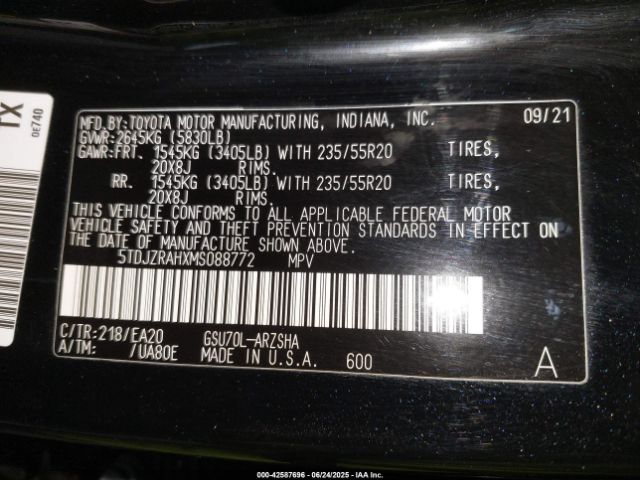 TX
0E740
MFD.BY:TOYOTA MOTOR MANUFACTURING, INDIANA, INC. 09/21
GVWR:2645KG (5830LB)
GAWR:FRT. 1545KG (3405LB) WITH 235/55R20 TIRES,
20X8J RIMS.
RR. 1545KG (3405LB) WITH 235/55R20 TIRES,
20X8J RIMS.
THIS VEHICLE CONFORMS TO ALL APPLICABLE FEDERAL MOTOR
VEHICLE SAFETY AND THEFT PREVENTION STANDARDS IN EFFECT ON
THE DATE OF MANUFACTURE SHOWN ABOVE.
5TDJZRAHXMS088772 MPV
C/TR:218/EA20 GSU70L-ARZSHA
A/TM: /UA80E MADE IN U.S.A. 600 A
000-42587696 - 06/24/2025 - IAA Inc.